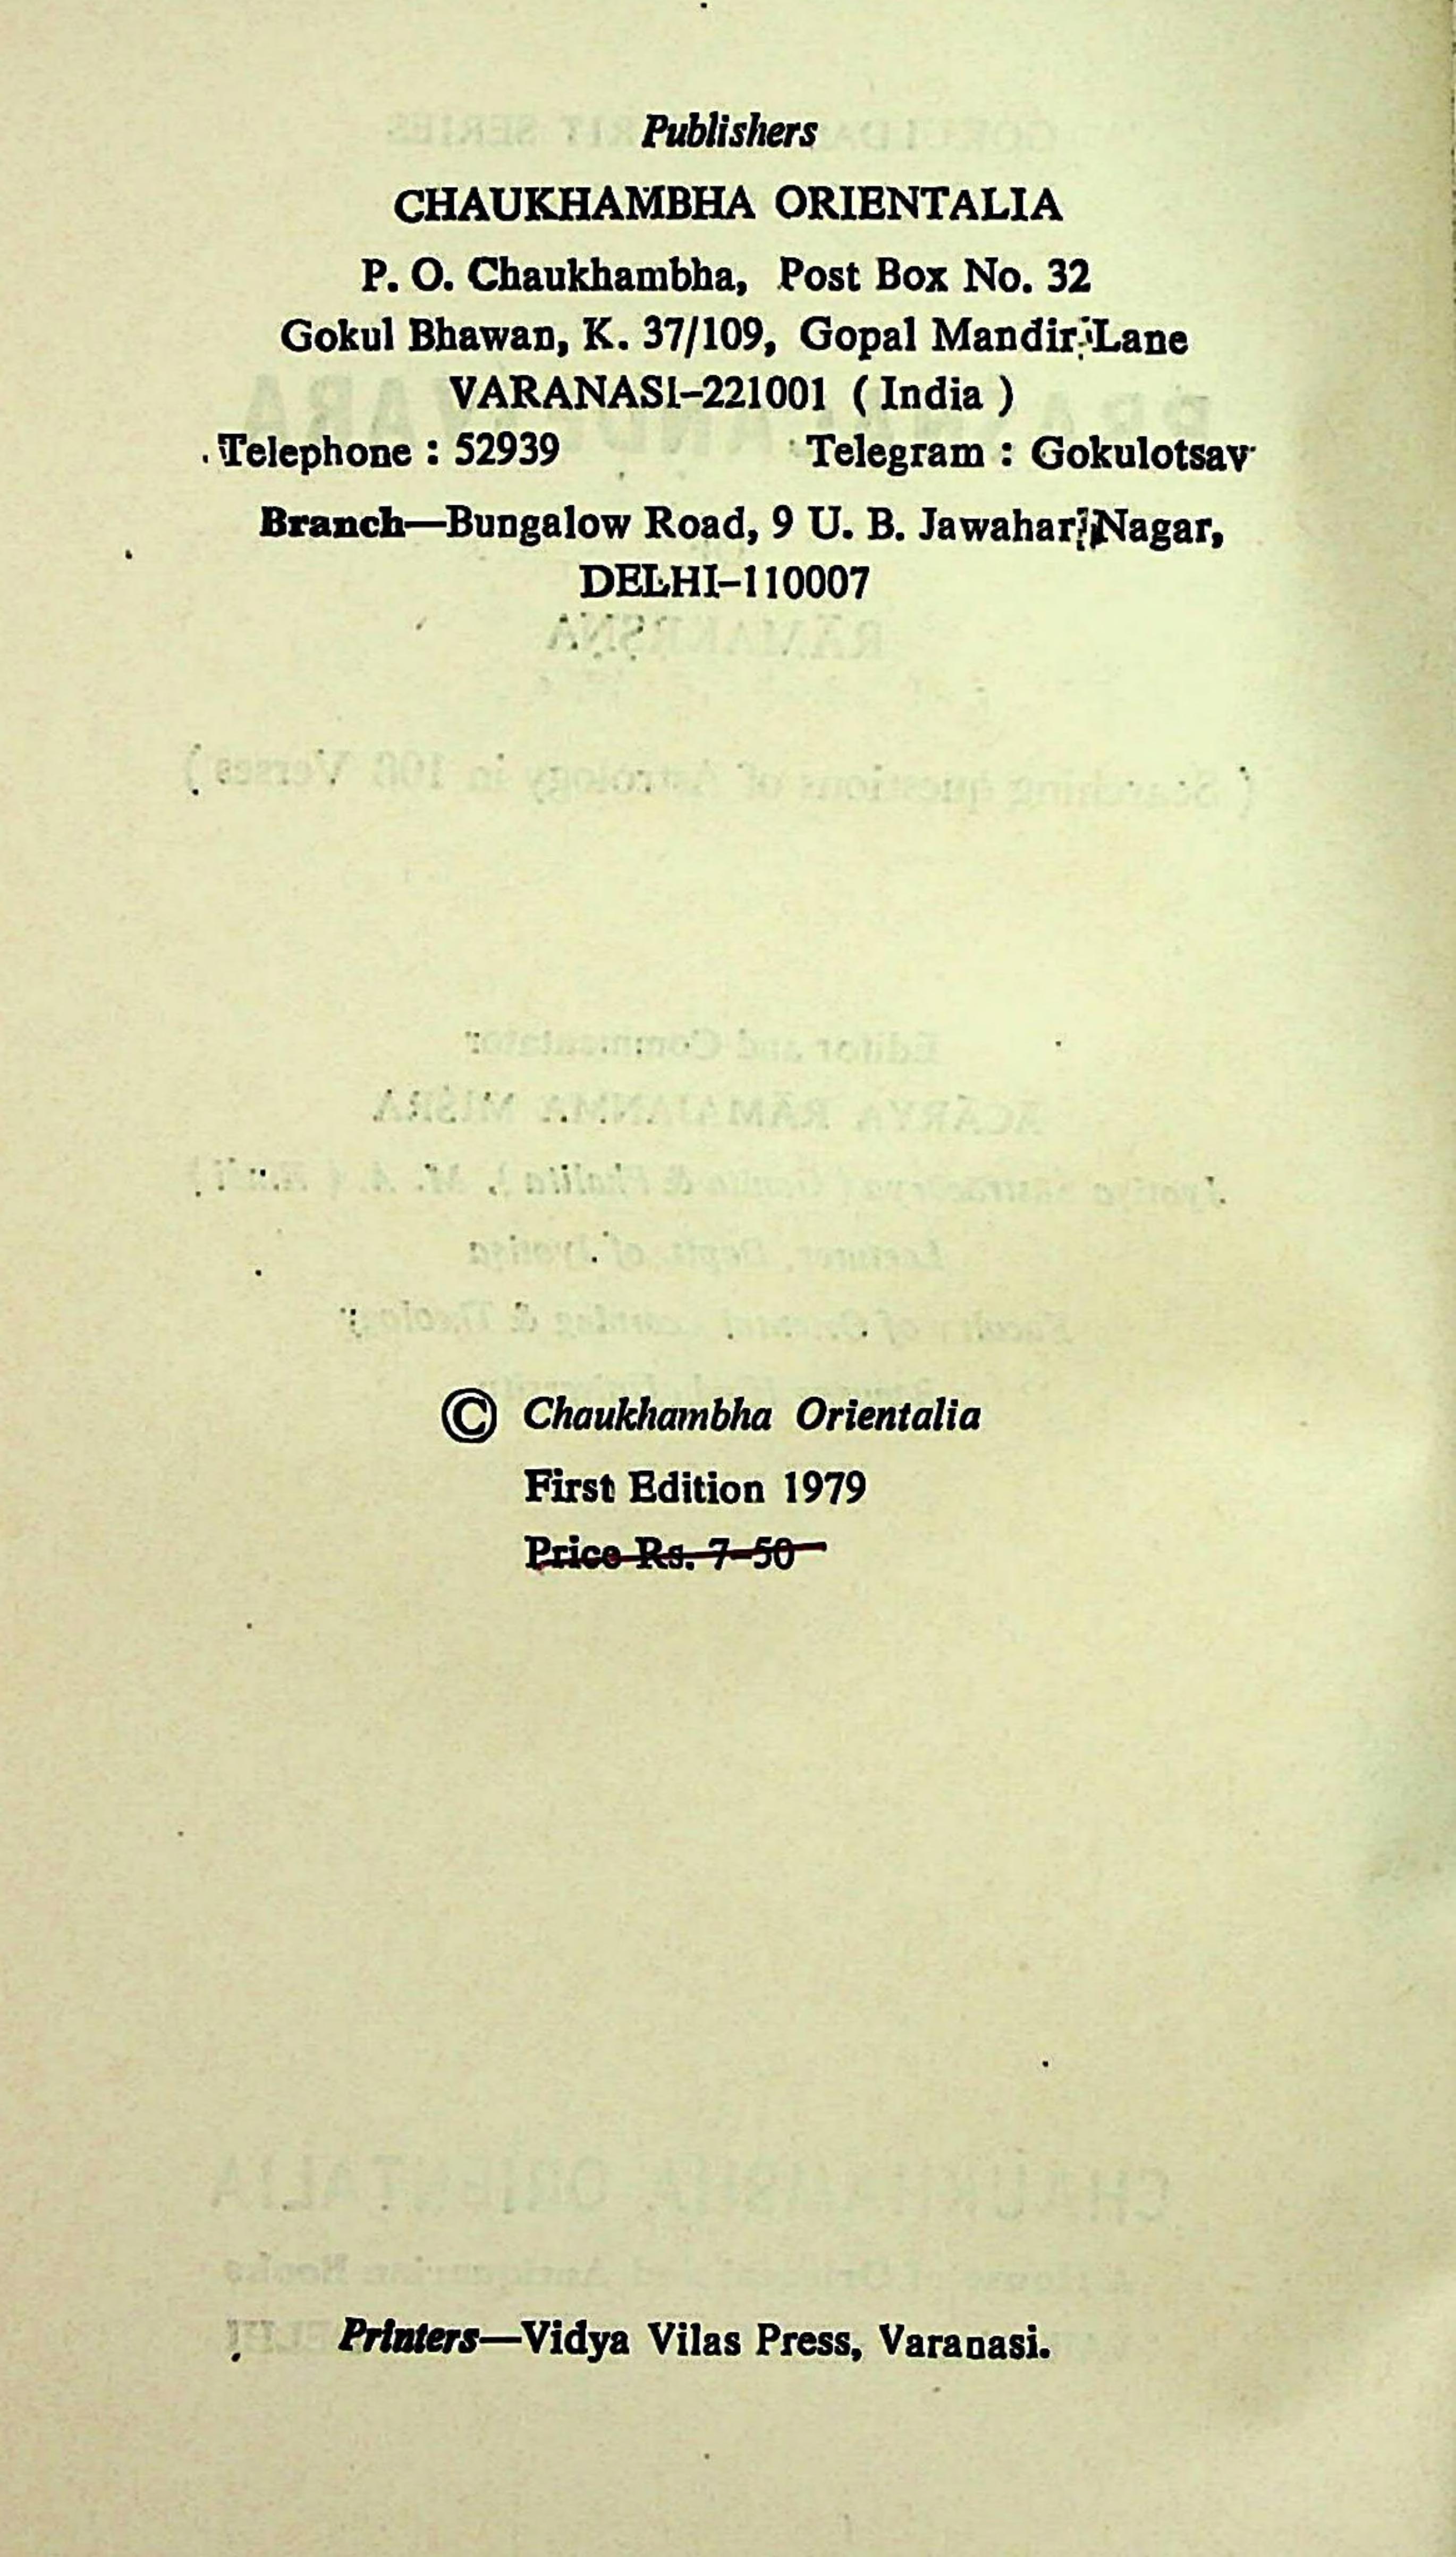 Publishers
CHAUKHAMBHA ORIENTALIA
P. O. Chaukhambha, Post Box No. 32
Gokul Bhawan, K. 37/109, Gopal Mandir Lane
VARANASI–221001 ( India )
Telephone : 52939 Telegram : Gokulotsav
Branch—Bungalow Road, 9 U. B. Jawahar Nagar,
DELHI–110007
© Chaukhambha Orientalia
First Edition 1979
Price Rs. 7-50
Printers—Vidya Vilas Press, Varanasi.